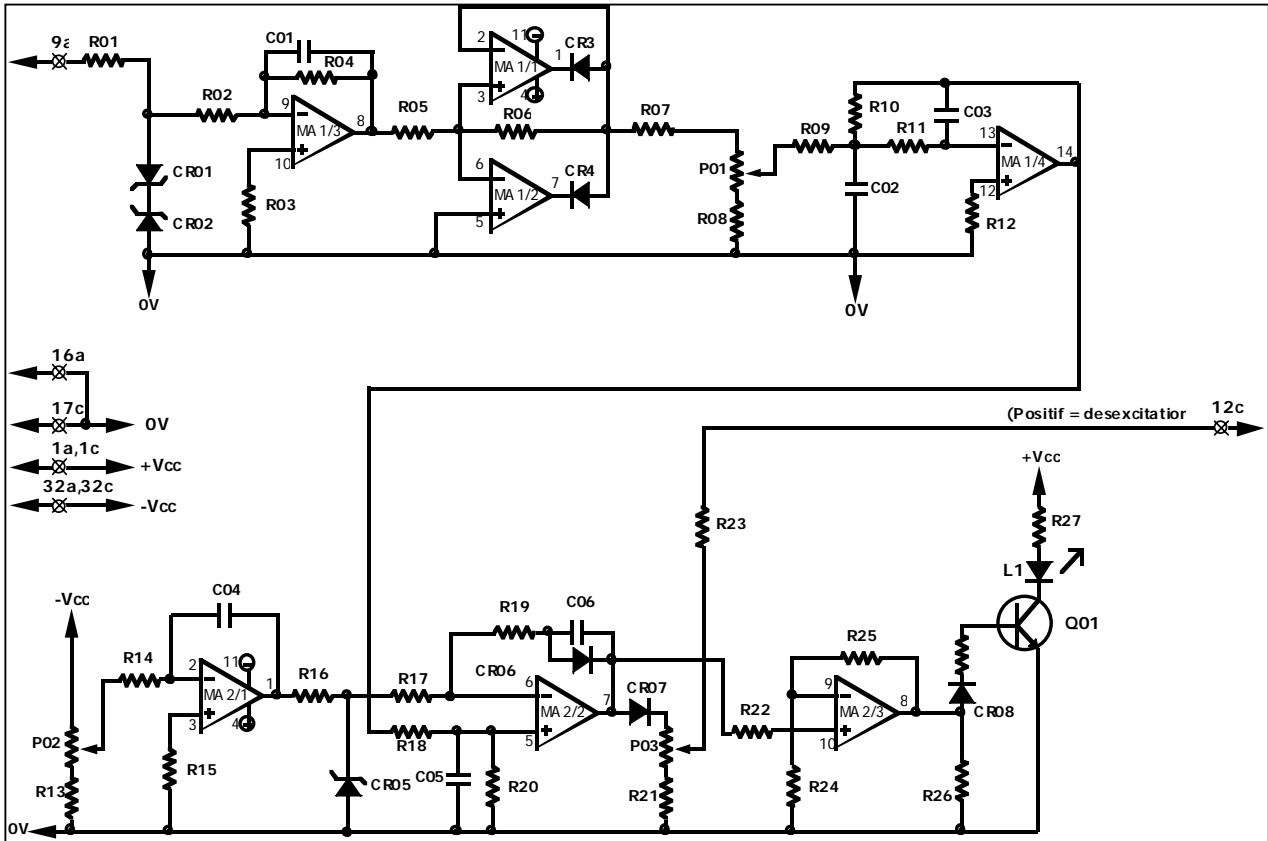 9a
R01
C01
R04
R02
9
MA 1/3
8
10
R03
CR01
CR02
0V
R05
2
11
1
MA 1/1
3
4
CR3
R06
6
7
MA 1/2
5
CR4
R07
P01
R08
R09
R10
R11
C03
C02
13
MA 1/4
14
12
R12
0V
16a
17c
0V
1a,1c
+Vcc
32a,32c
-Vcc
(Positif = desexcitatior
12c
+Vcc
R27
L1
Q01
R23
-Vcc
C04
R14
2
11
MA 2/1
1
3
4
P02
R13
R15
R16
CR05
R17
R18
C05
R19
C06
CR06
6
MA 2/2
7
5
R20
CR07
P03
R21
R22
R25
9
MA 2/3
8
10
R24
CR08
R26
0V